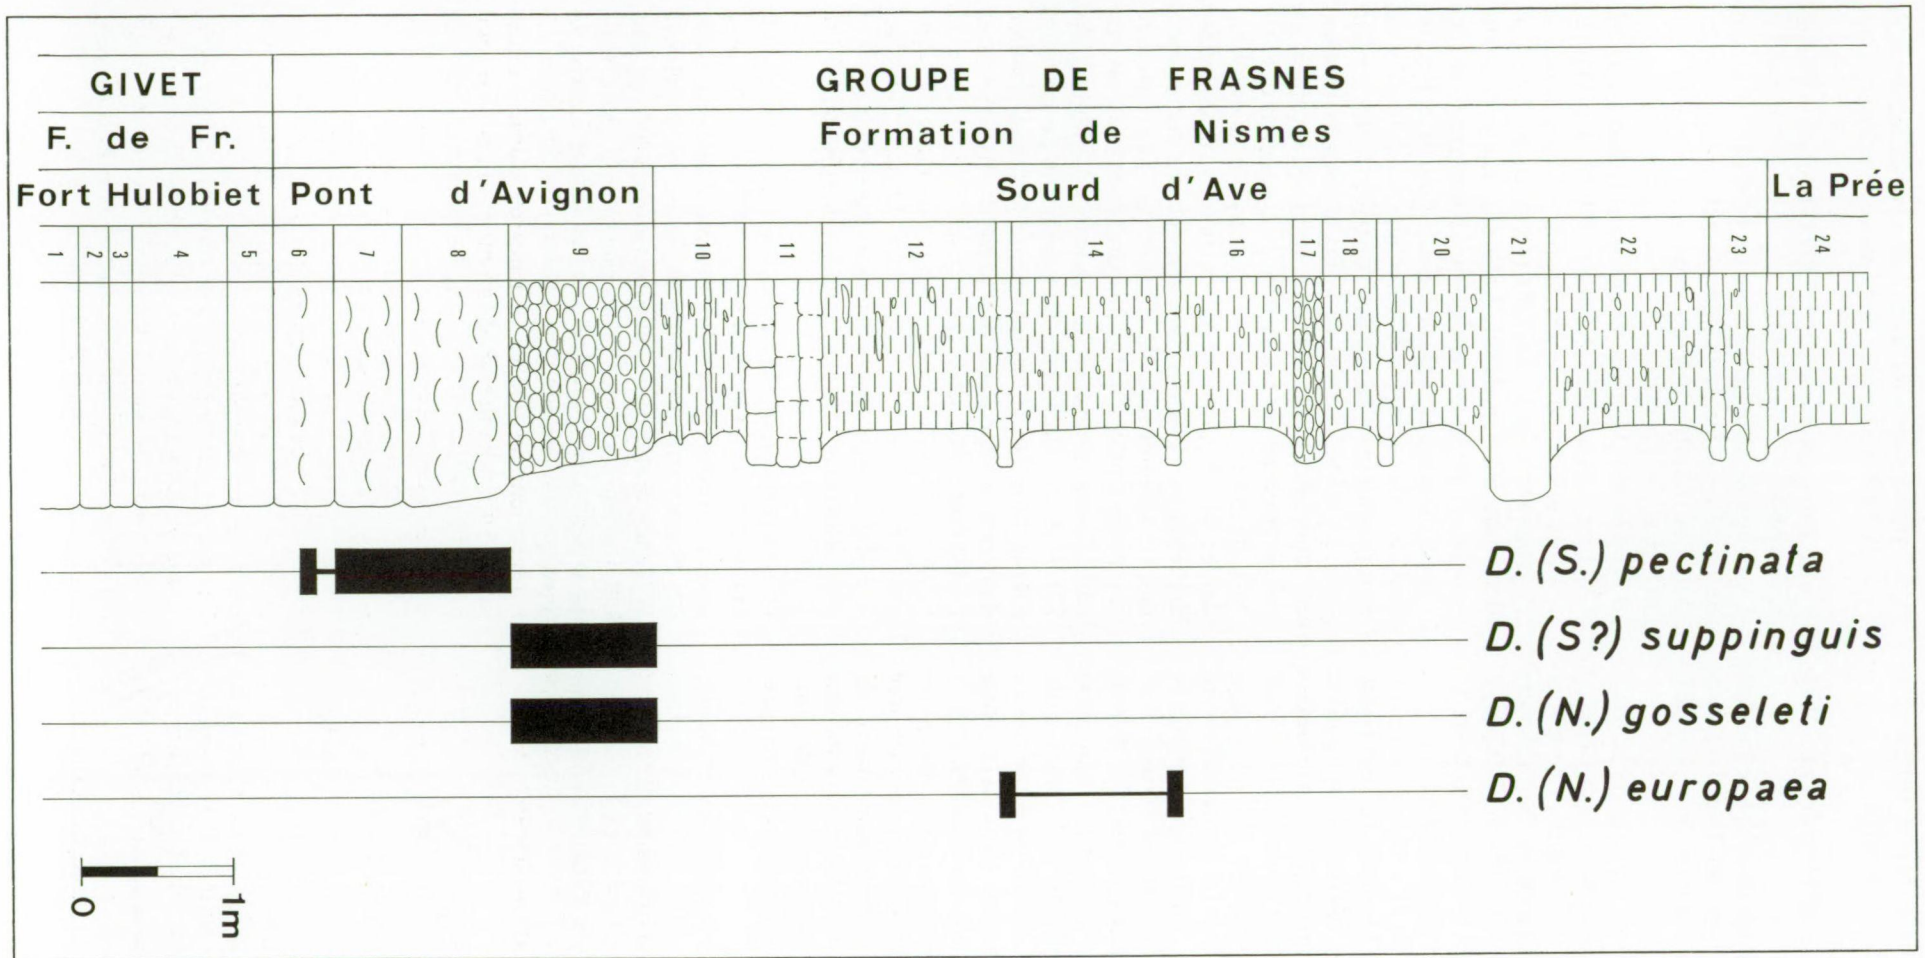 GIVET GROUPE DE FRASNES
F. de Fr. Formation de Nismes
Fort Hulobiet Pont d'Avignon Sourd d'Ave La Prée
1 2 3 4 5 6 7 8 9 10 11 12 14 16 17 18 20 21 22 23 24
D. (S.) pectinata
D. (S?) suppinguis
D. (N.) gosseleti
D. (N.) europaea
0 1m